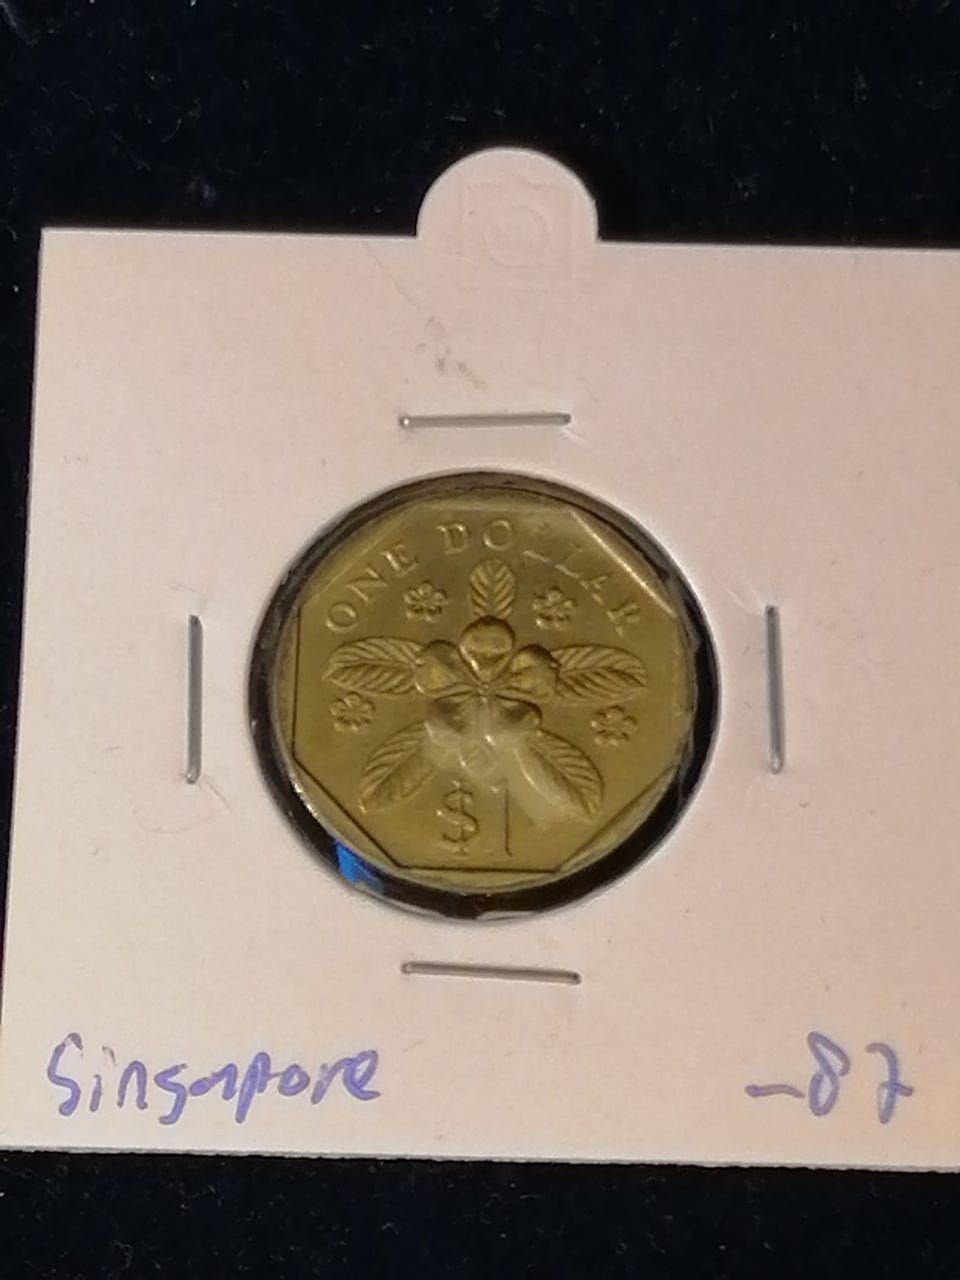 ONE DOLLAR
$1
Singapore
-87